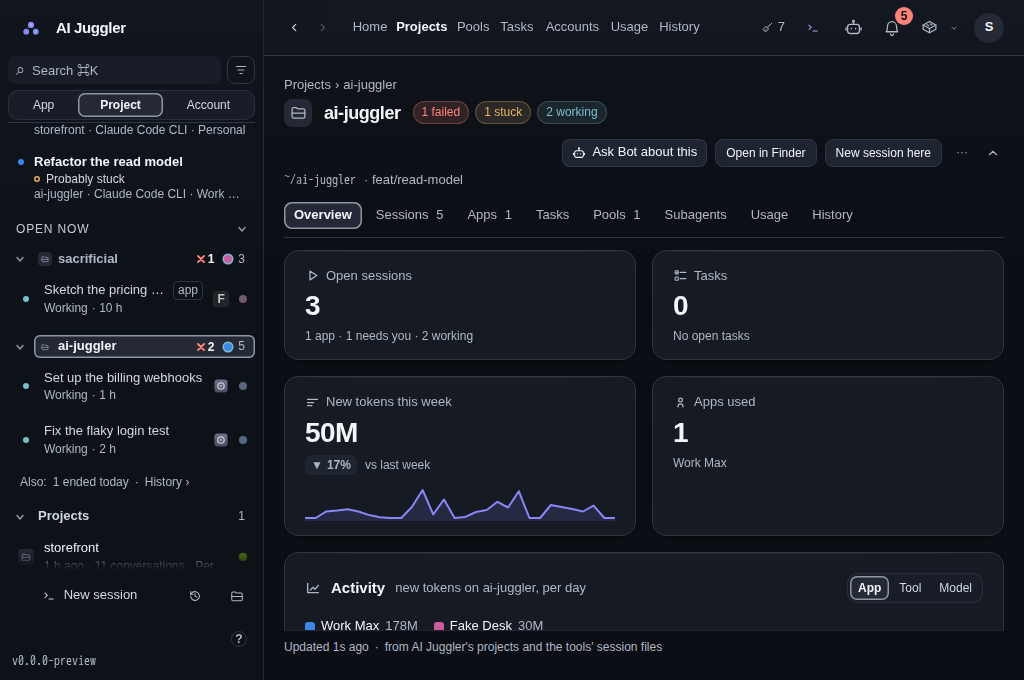 AI Juggler
Search ⌘K
App Project Account
storefront · Claude Code CLI · Personal
Refactor the read model
Probably stuck
ai-juggler · Claude Code CLI · Work …
OPEN NOW
sacrificial 1 3
Sketch the pricing … app F
Working · 10 h
ai-juggler 2 5
Set up the billing webhooks
Working · 1 h
Fix the flaky login test
Working · 2 h
Also: 1 ended today · History ›
Projects 1
storefront
1 h ago · 11 conversations · Per
New session
?
v0.0.0-preview
Home Projects Pools Tasks Accounts Usage History 7 5 S
Projects › ai-juggler
ai-juggler 1 failed 1 stuck 2 working
Ask Bot about this Open in Finder New session here ···
~/ai-juggler · feat/read-model
Overview Sessions 5 Apps 1 Tasks Pools 1 Subagents Usage History
Open sessions
3
1 app · 1 needs you · 2 working
Tasks
0
No open tasks
New tokens this week
50M
▼ 17% vs last week
Apps used
1
Work Max
Activity new tokens on ai-juggler, per day App Tool Model
Work Max 178M Fake Desk 30M
Updated 1s ago · from AI Juggler's projects and the tools' session files